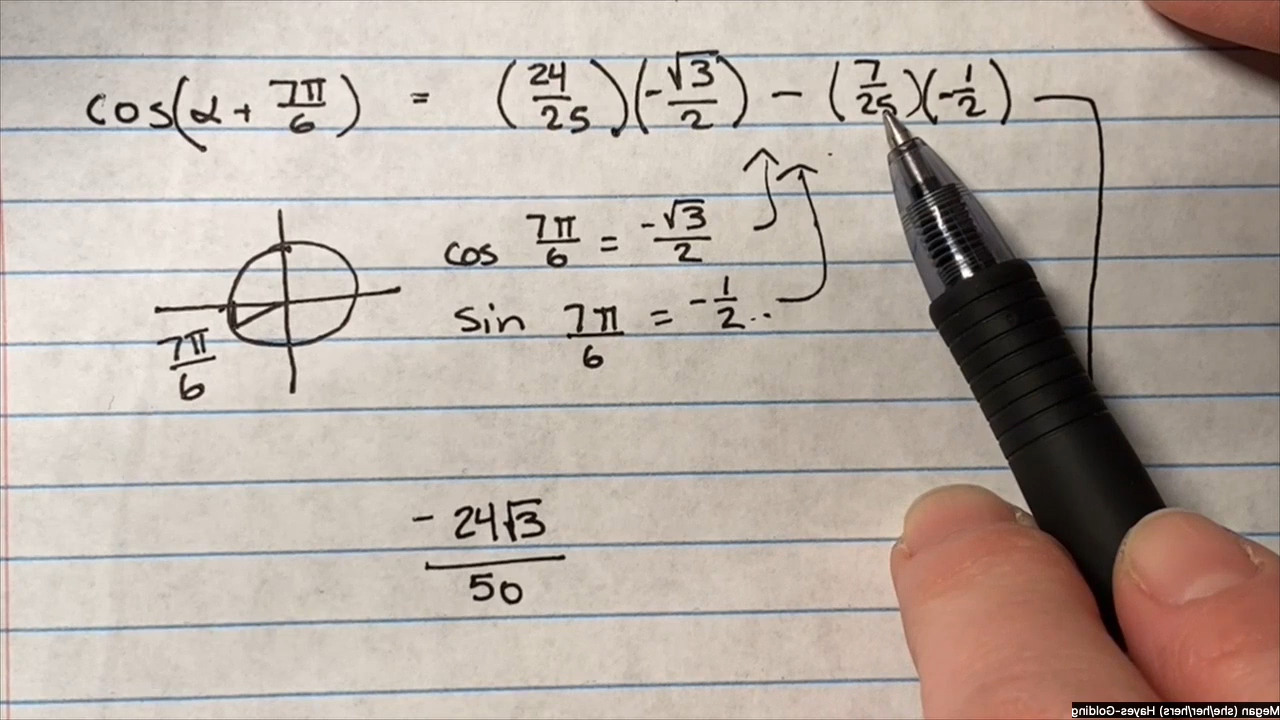 cos(α + 7π/6) = (24/25)(-√3/2) - (7/25)(-1/2)
cos 7π/6 = -√3/2
sin 7π/6 = -1/2
7π/6
-24√3/50
Megan (she/her/hers) Hayes-Golding